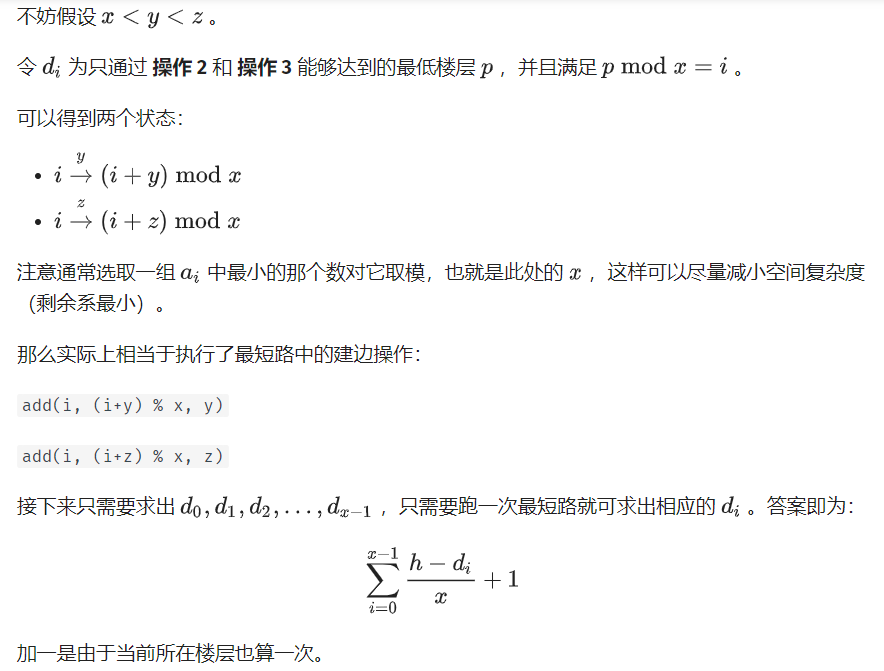 不妨假设 x < y < z 。
令 d_i 为只通过 操作 2 和 操作 3 能够达到的最低楼层 p ，并且满足 p mod x = i 。
可以得到两个状态：
• i \xrightarrow{y} (i + y) mod x
• i \xrightarrow{z} (i + z) mod x
注意通常选取一组 a_i 中最小的那个数对它取模，也就是此处的 x ，这样可以尽量减小空间复杂度
（剩余系最小）。
那么实际上相当于执行了最短路中的建边操作：
add(i, (i+y) % x, y)
add(i, (i+z) % x, z)
接下来只需要求出 d_0, d_1, d_2, ..., d_{x-1} ，只需要跑一次最短路就可求出相应的 d_i 。答案即为：
\sum_{i=0}^{x-1} \frac{h - d_i}{x} + 1
加一是由于当前所在楼层也算一次。